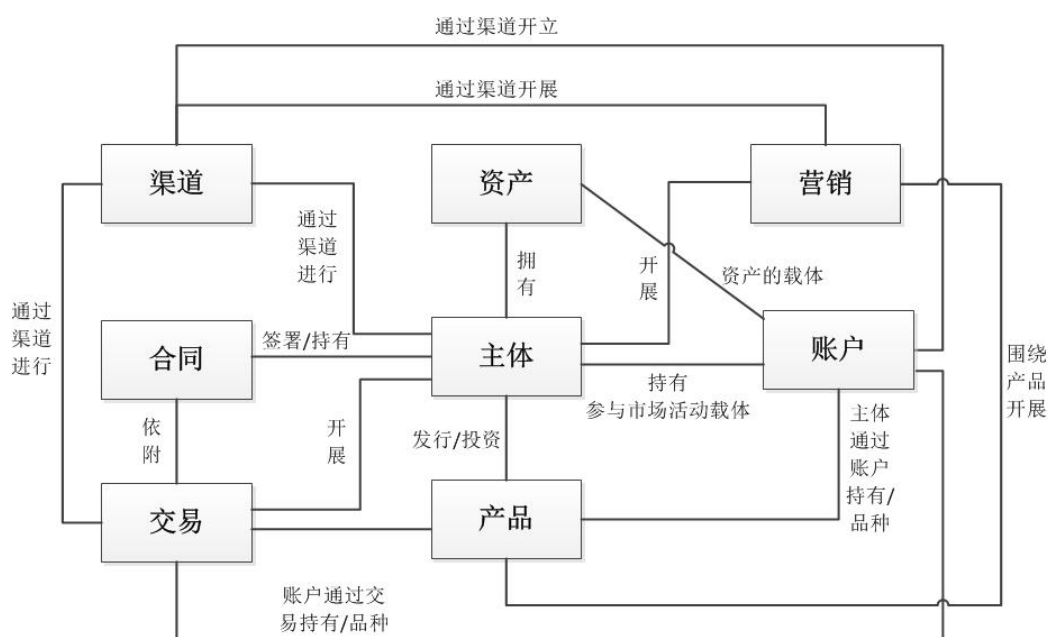 通过渠道开立
通过渠道开展
渠道
资产
营销
通过
渠道
进行
拥
有
开
展
资产的载体
通过
渠道
进行
合同
签署/持有
主体
账户
持有
参与市场活动载体
围绕
产品
开展
依
附
开
展
发行/投资
主体
通过
账户
持有/
品种
交易
产品
账户通过交
易持有/品种